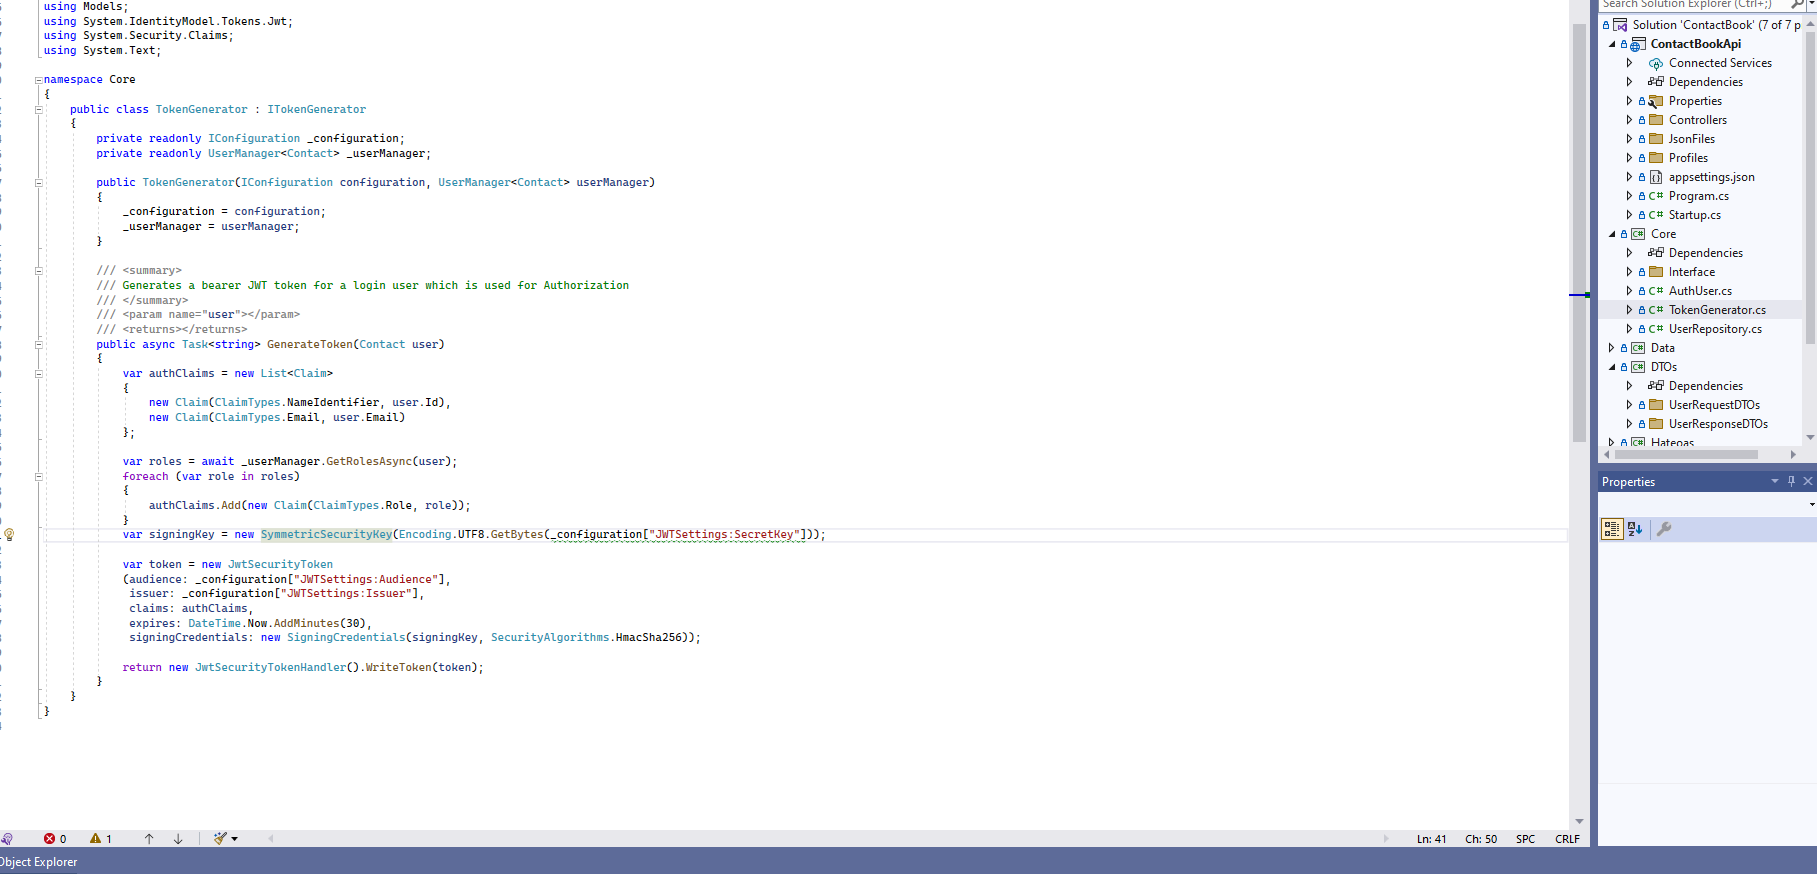 using Models;
using System.IdentityModel.Tokens.Jwt;
using System.Security.Claims;
using System.Text;
namespace Core
{
public class TokenGenerator : ITokenGenerator
{
private readonly IConfiguration _configuration;
private readonly UserManager<Contact> _userManager;
public TokenGenerator(IConfiguration configuration, UserManager<Contact> userManager)
{
_configuration = configuration;
_userManager = userManager;
}
/// <summary>
/// Generates a bearer JWT token for a login user which is used for Authorization
/// </summary>
/// <param name="user"></param>
/// <returns></returns>
public async Task<string> GenerateToken(Contact user)
{
var authClaims = new List<Claim>
{
new Claim(ClaimTypes.NameIdentifier, user.Id),
new Claim(ClaimTypes.Email, user.Email)
};
var roles = await _userManager.GetRolesAsync(user);
foreach (var role in roles)
{
authClaims.Add(new Claim(ClaimTypes.Role, role));
}
var signingKey = new SymmetricSecurityKey(Encoding.UTF8.GetBytes(_configuration["JWTSettings:SecretKey"]));
var token = new JwtSecurityToken
(audience: _configuration["JWTSettings:Audience"],
issuer: _configuration["JWTSettings:Issuer"],
claims: authClaims,
expires: DateTime.Now.AddMinutes(30),
signingCredentials: new SigningCredentials(signingKey, SecurityAlgorithms.HmacSha256));
return new JwtSecurityTokenHandler().WriteToken(token);
}
}
}
0 1
Ln: 41 Ch: 50 SPC CRLF
Object Explorer
Search Solution Explorer (Ctrl+;)
Solution 'ContactBook' (7 of 7 p
ContactBookApi
Connected Services
Dependencies
Properties
Controllers
JsonFiles
Profiles
appsettings.json
C# Program.cs
C# Startup.cs
C# Core
Dependencies
Interface
C# AuthUser.cs
C# TokenGenerator.cs
C# UserRepository.cs
C# Data
C# DTOs
Dependencies
UserRequestDTOs
UserResponseDTOs
C# Hateoas
Properties